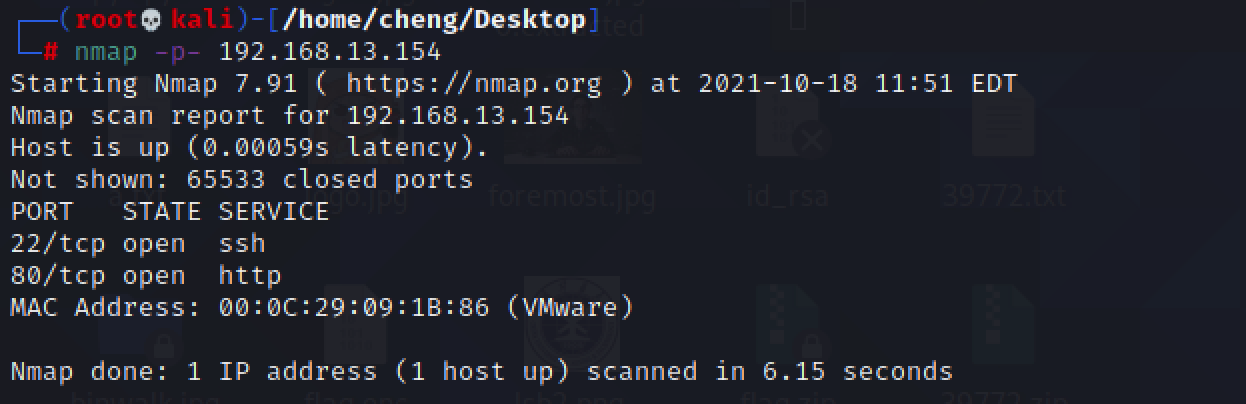 (root💀kali)-[/home/cheng/Desktop]
# nmap -p- 192.168.13.154
Starting Nmap 7.91 ( https://nmap.org ) at 2021-10-18 11:51 EDT
Nmap scan report for 192.168.13.154
Host is up (0.00059s latency).
Not shown: 65533 closed ports
PORT   STATE SERVICE
22/tcp open  ssh
80/tcp open  http
MAC Address: 00:0C:29:09:1B:86 (VMware)
Nmap done: 1 IP address (1 host up) scanned in 6.15 seconds
foremost.jpg
id_rsa
39772.txt